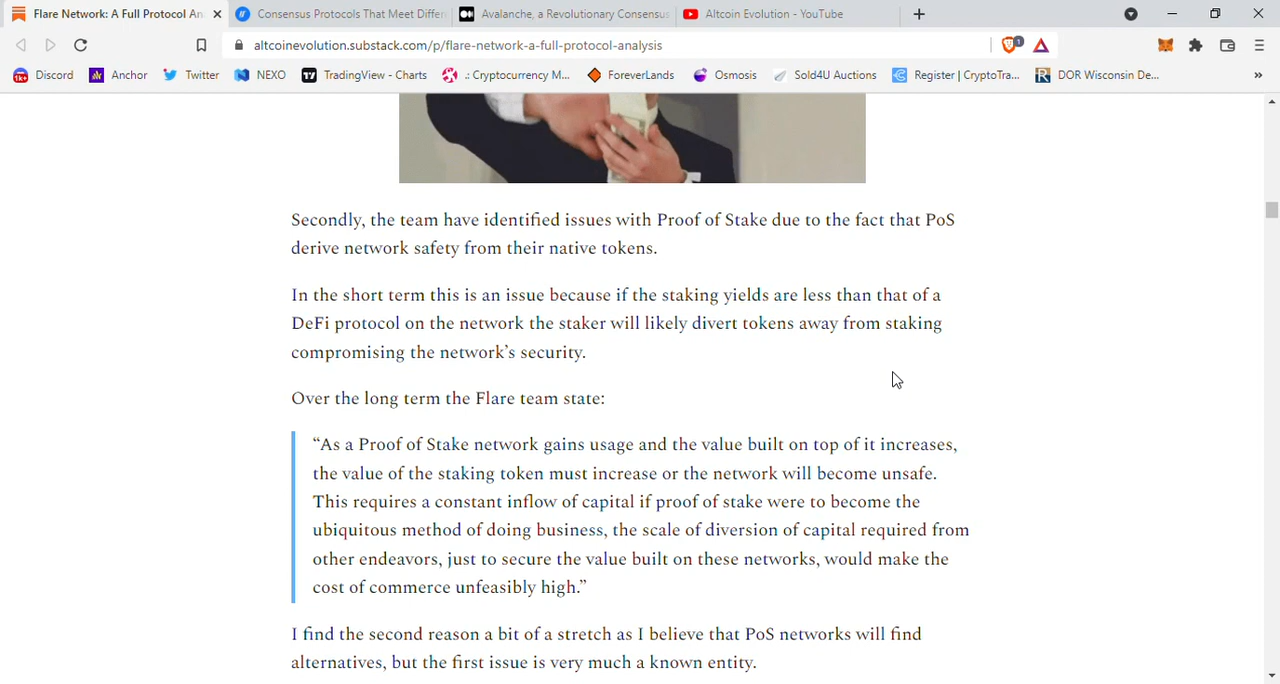 Flare Network: A Full Protocol An
Consensus Protocols That Meet Differ
Avalanche, a Revolutionary Consensus
Altcoin Evolution - YouTube
altcoinevolution.substack.com/p/flare-network-a-full-protocol-analysis
1
Discord
Anchor
Twitter
NEXO
TradingView - Charts
.: Cryptocurrency M...
ForeverLands
Osmosis
Sold4U Auctions
Register | CryptoTra...
DOR Wisconsin De...
Secondly, the team have identified issues with Proof of Stake due to the fact that PoS
derive network safety from their native tokens.
In the short term this is an issue because if the staking yields are less than that of a
DeFi protocol on the network the staker will likely divert tokens away from staking
compromising the network’s security.
Over the long term the Flare team state:
“As a Proof of Stake network gains usage and the value built on top of it increases,
the value of the staking token must increase or the network will become unsafe.
This requires a constant inflow of capital if proof of stake were to become the
ubiquitous method of doing business, the scale of diversion of capital required from
other endeavors, just to secure the value built on these networks, would make the
cost of commerce unfeasibly high.”
I find the second reason a bit of a stretch as I believe that PoS networks will find
alternatives, but the first issue is very much a known entity.